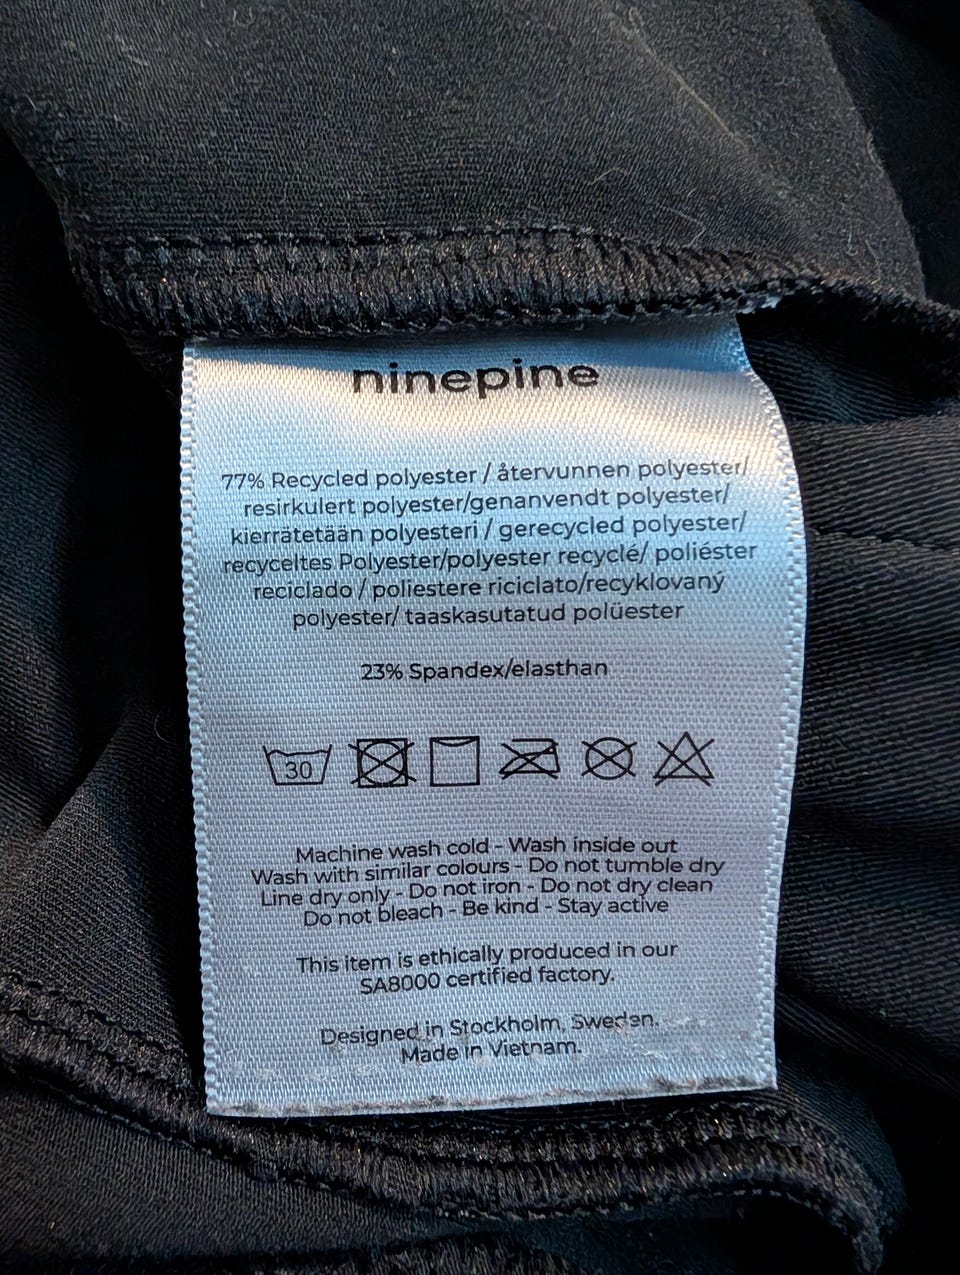 ninepine
77% Recycled polyester / återvunnen polyester/
resirkulert polyester/genanvendt polyester/
kierrätetään polyesteri / gerecycled polyester/
recyceltes Polyester/polyester recyclé/ poliéster
reciclado / poliestere riciclato/recyklovaný
polyester/ taaskasutatud polüester
23% Spandex/elasthan
30
Machine wash cold - Wash inside out
Wash with similar colours - Do not tumble dry
Line dry only - Do not iron - Do not dry clean
Do not bleach - Be kind - Stay active
This item is ethically produced in our
SA8000 certified factory.
Designed in Stockholm, Sweden.
Made in Vietnam.